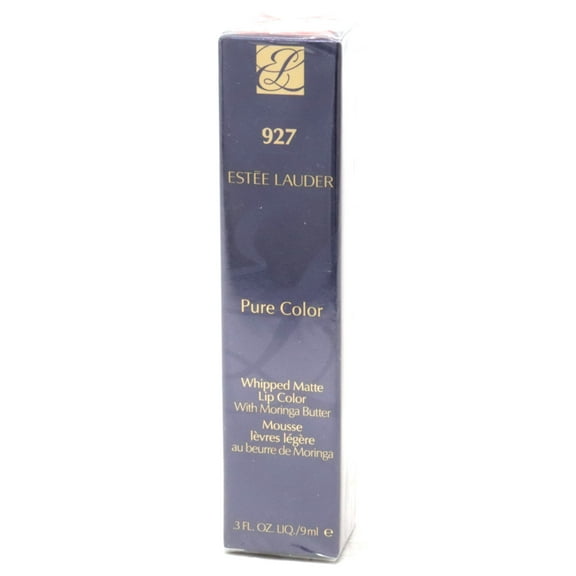 EL
927
ESTĒE LAUDER
Pure Color
Whipped Matte
Lip Color
With Moringa Butter
Mousse
lèvres légère
au beurre de Moringa
.3 FL. OZ. LIQ./9ml e